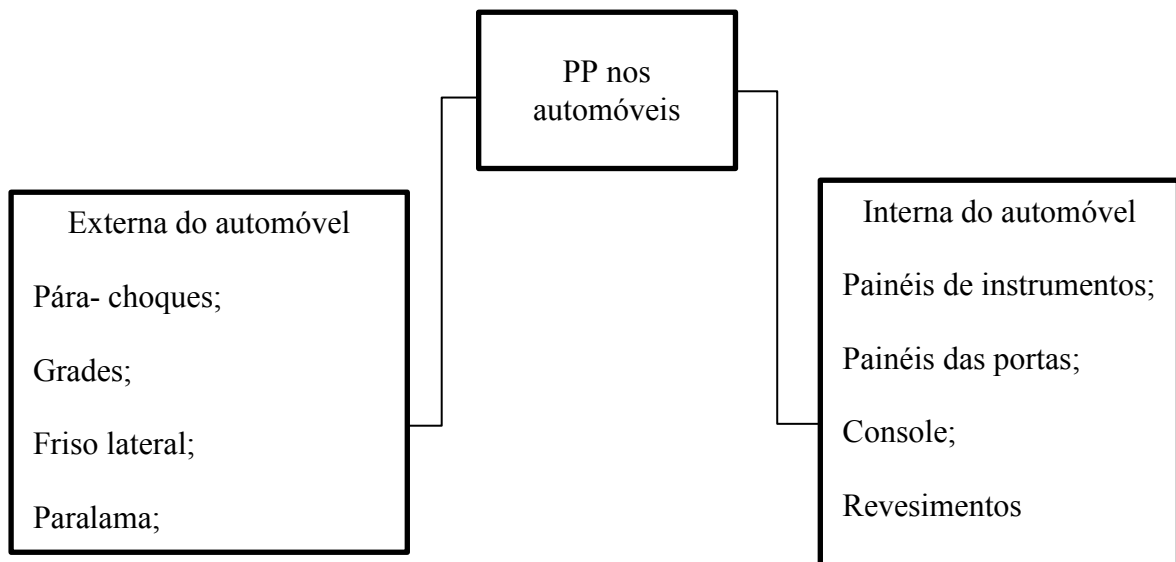 PP nos
automóveis
Externa do automóvel
Pára- choques;
Grades;
Friso lateral;
Paralama;
Interna do automóvel
Painéis de instrumentos;
Painéis das portas;
Console;
Revesimentos